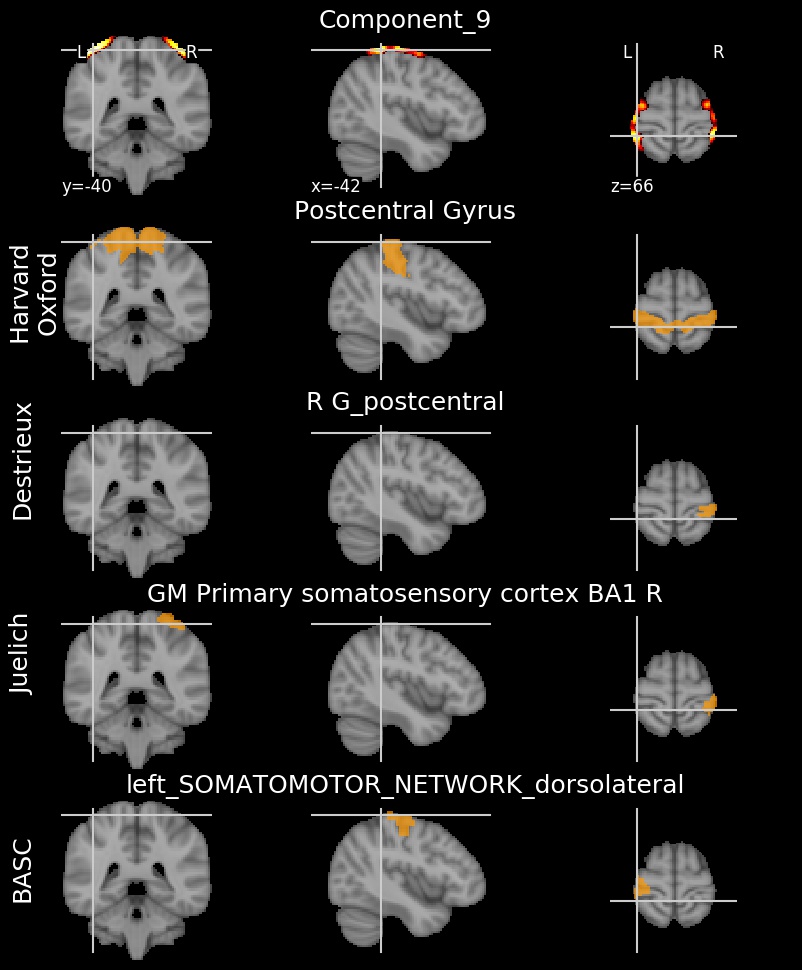 Component_9
L R
L R
y=-40
x=-42
z=66
Postcentral Gyrus
Harvard
Oxford
R G_postcentral
Destrieux
GM Primary somatosensory cortex BA1 R
Juelich
left_SOMATOMOTOR_NETWORK_dorsolateral
BASC